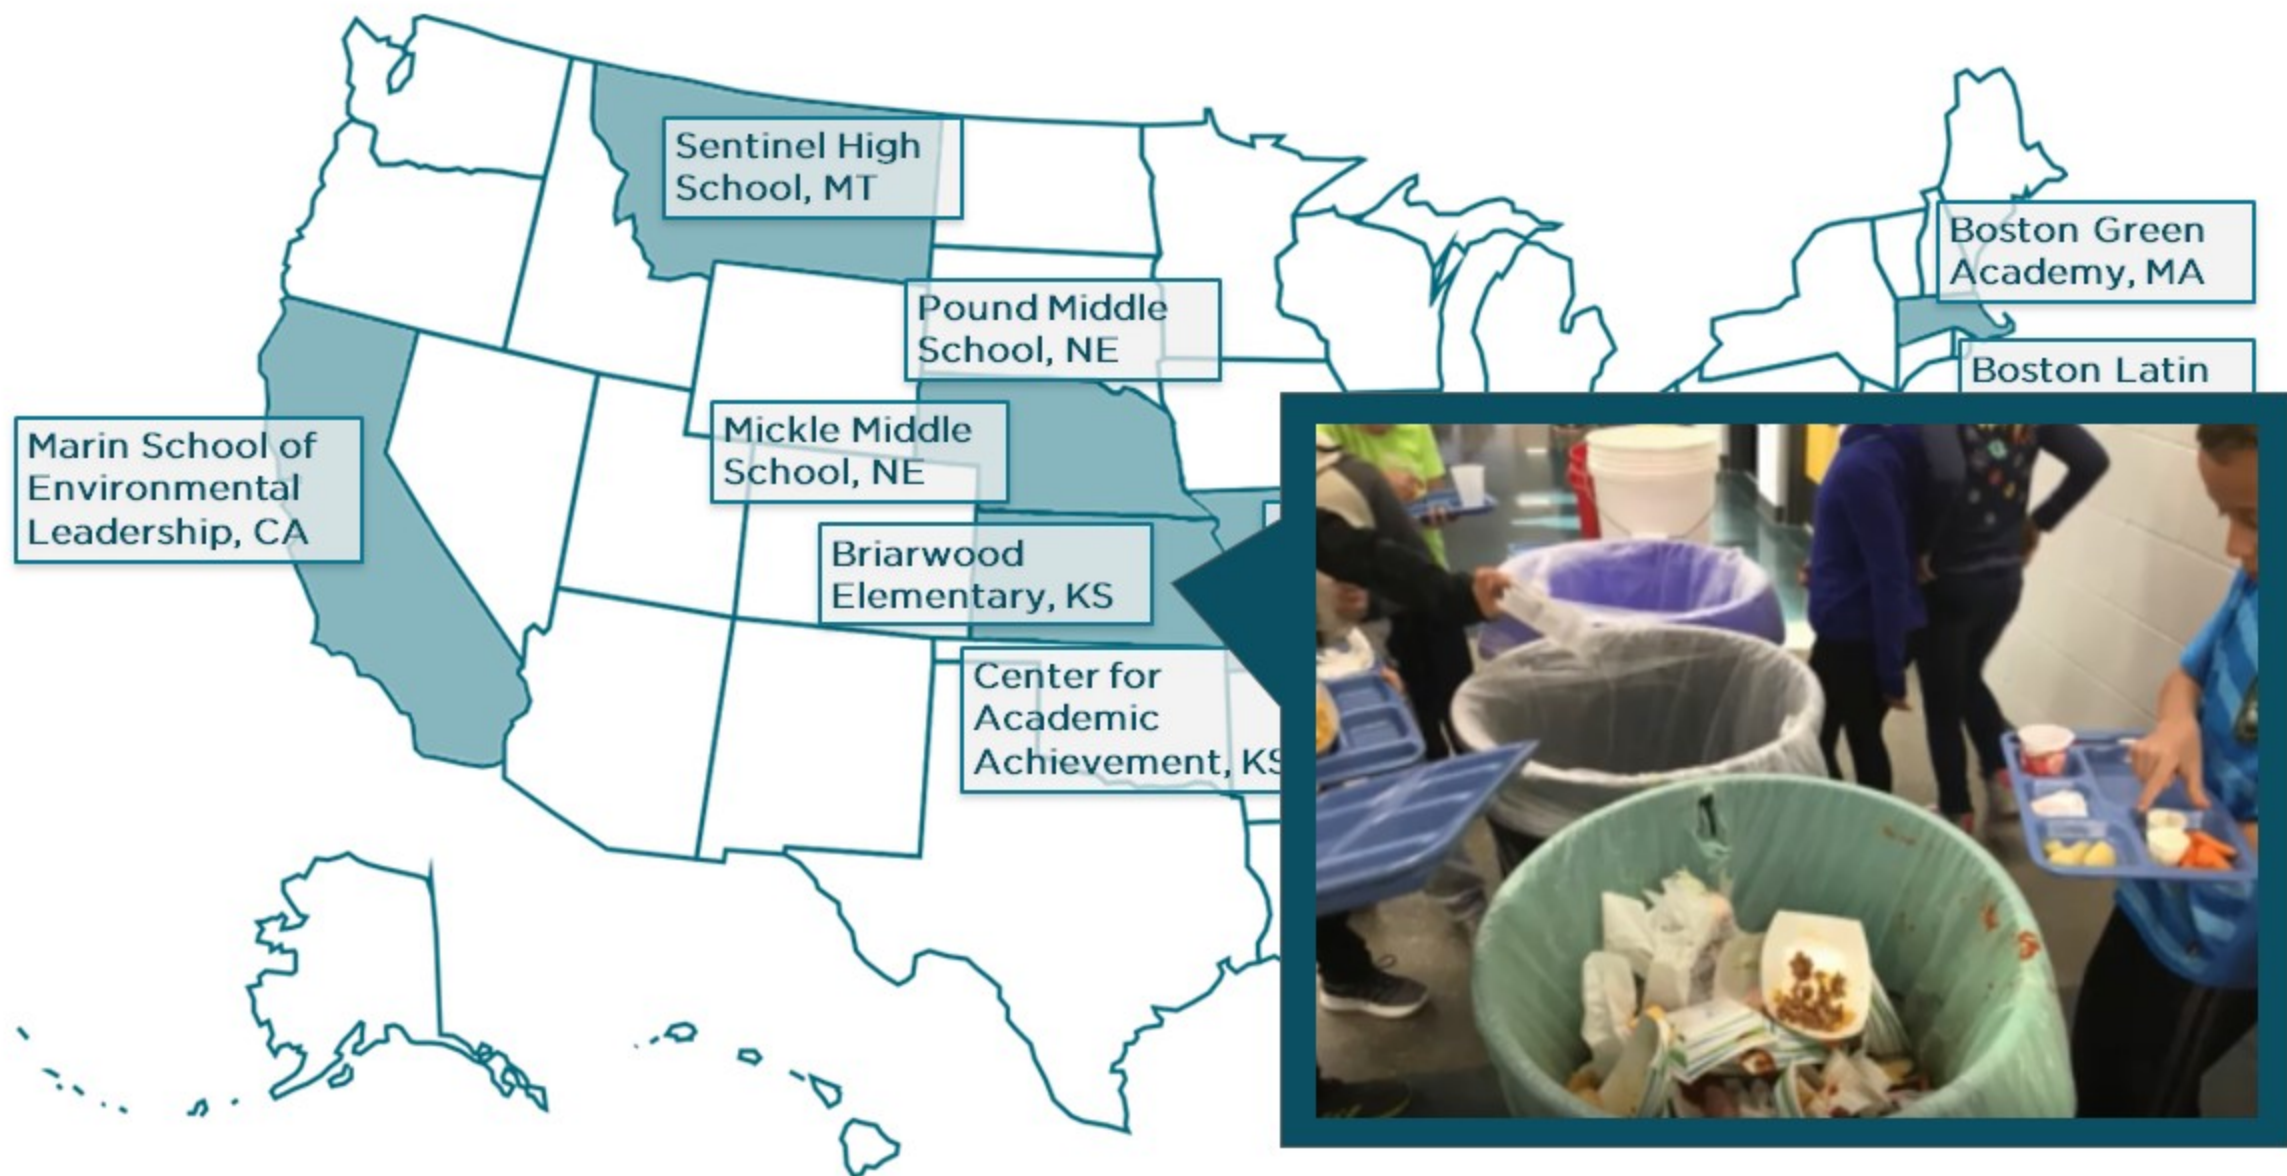 Sentinel High
School, MT
Boston Green
Academy, MA
Pound Middle
School, NE
Boston Latin
Mickle Middle
School, NE
Marin School of
Environmental
Leadership, CA
Briarwood
Elementary, KS
Center for
Academic
Achievement, KS